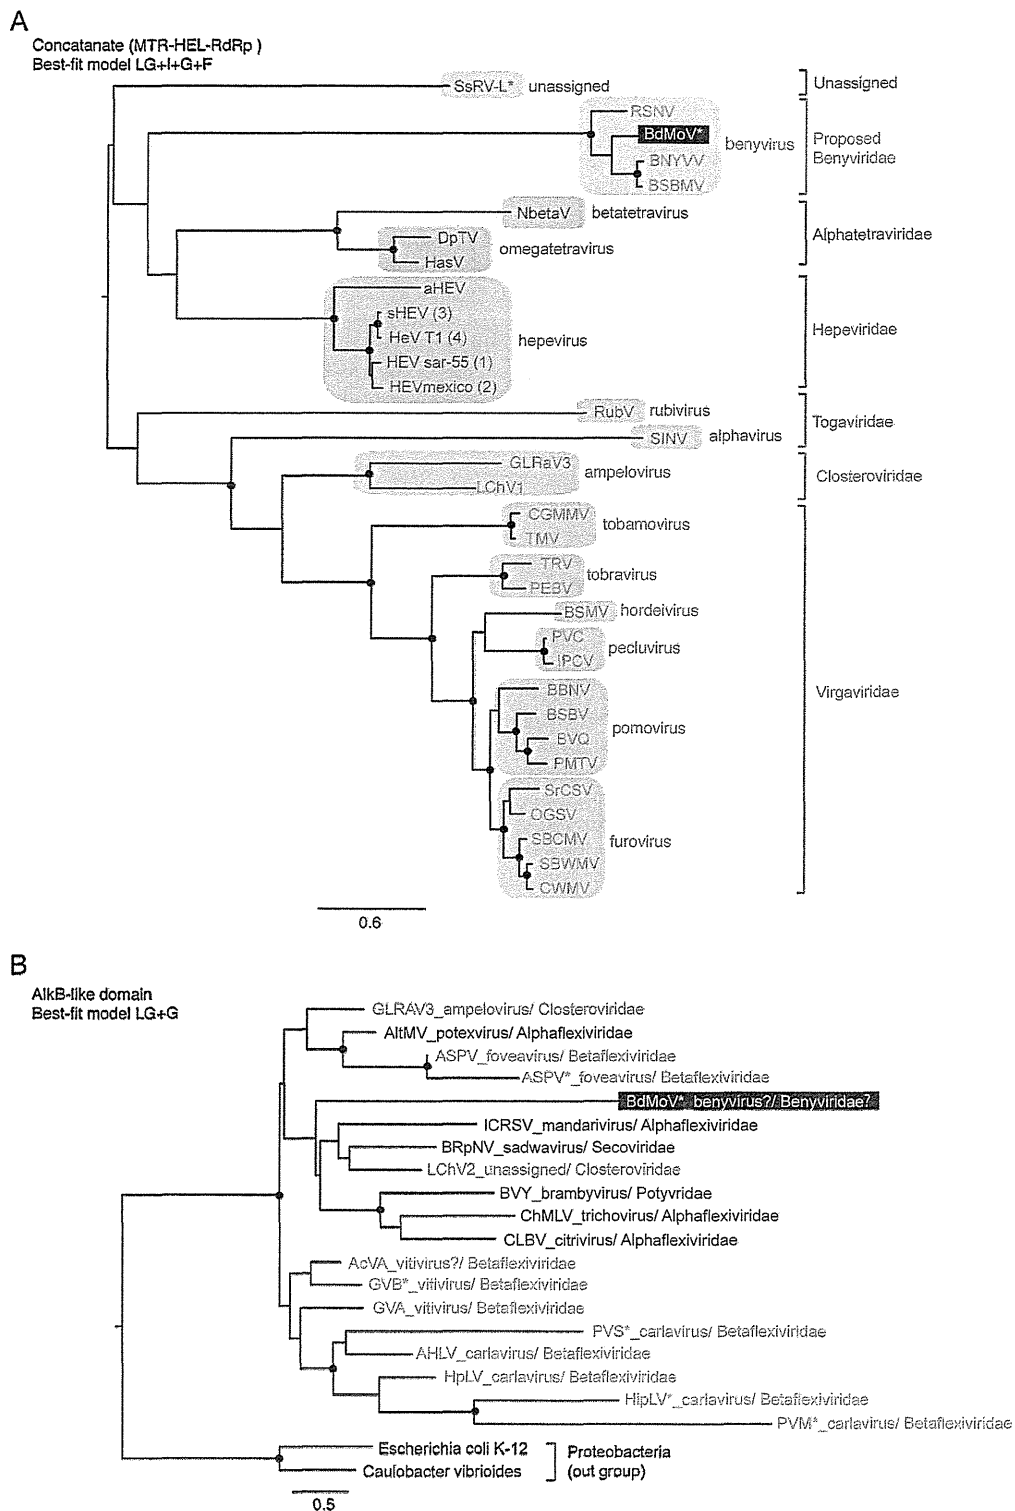 A
Concatanate (MTR-HEL-RdRp )
Best-fit model LG+I+G+F
SsRV-L* unassigned
Unassigned
RSNV
BdMoV*
BNYVV
BSBMV
benyvirus
Proposed
Benyviridae
NbetaV betatetravirus
DpTV
HasV
omegatetravirus
Alphatetraviridae
aHEV
sHEV (3)
HeV T1 (4)
HEV sar-55 (1)
HEVmexico (2)
hepevirus
Hepeviridae
RubV rubivirus
SINV alphavirus
Togaviridae
GLRaV3
LChV1
ampelovirus
Closteroviridae
CGMMV
TMV
tobamovirus
TRV
PEBV
tobravirus
BSMV hordeivirus
PVC
IPCV
pecluvirus
BBNV
BSBV
BVQ
PMTV
pomovirus
SrCSV
OGSV
SBCMV
SBWMV
CWMV
furovirus
Virgaviridae
0.6
B
AlkB-like domain
Best-fit model LG+G
GLRAV3_ampelovirus/ Closteroviridae
AltMV_potexvirus/ Alphaflexiviridae
ASPV_foveavirus/ Betaflexiviridae
ASPV*_foveavirus/ Betaflexiviridae
BdMoV*_benyvirus?/ Benyviridae?
ICRSV_mandarivirus/ Alphaflexiviridae
BRpNV_sadwavirus/ Secoviridae
LChV2_unassigned/ Closteroviridae
BVY_brambyvirus/ Potyvridae
ChMLV_trichovirus/ Alphaflexiviridae
CLBV_citrivirus/ Alphaflexiviridae
AcVA_vitivirus?/ Betaflexiviridae
GVB*_vitivirus/ Betaflexiviridae
GVA_vitivirus/ Betaflexiviridae
PVS*_carlavirus/ Betaflexiviridae
AHLV_carlavirus/ Betaflexiviridae
HpLV_carlavirus/ Betaflexiviridae
HipLV*_carlavirus/ Betaflexiviridae
PVM*_carlavirus/ Betaflexiviridae
Escherichia coli K-12
Caulobacter vibrioides
Proteobacteria
(out group)
0.5